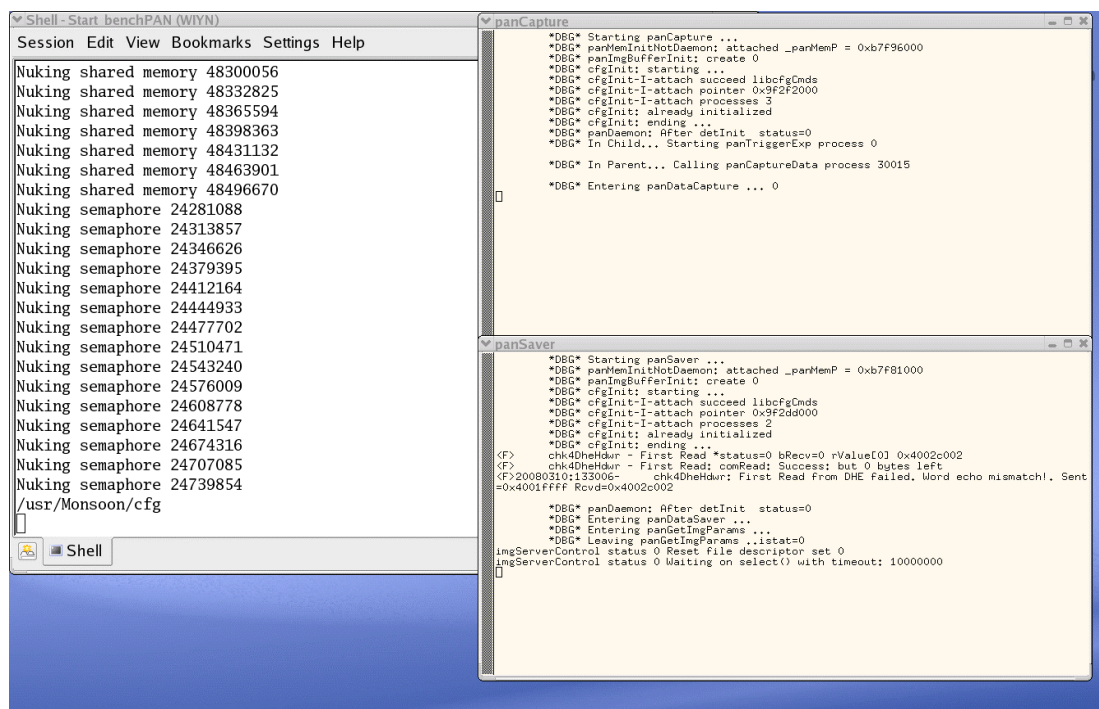 Shell - Start benchPAN (WIYN)
Session Edit View Bookmarks Settings Help
Nuking shared memory 48300056
Nuking shared memory 48332825
Nuking shared memory 48365594
Nuking shared memory 48398363
Nuking shared memory 48431132
Nuking shared memory 48463901
Nuking shared memory 48496670
Nuking semaphore 24281088
Nuking semaphore 24313857
Nuking semaphore 24346626
Nuking semaphore 24379395
Nuking semaphore 24412164
Nuking semaphore 24444933
Nuking semaphore 24477702
Nuking semaphore 24510471
Nuking semaphore 24543240
Nuking semaphore 24576009
Nuking semaphore 24608778
Nuking semaphore 24641547
Nuking semaphore 24674316
Nuking semaphore 24707085
Nuking semaphore 24739854
/usr/Monsoon/cfg
Shell
panCapture
*DBG* Starting panCapture ...
*DBG* panMemInitNotDaemon: attached _panMemP = 0xb7f96000
*DBG* panImgBufferInit: create 0
*DBG* cfgInit: starting ...
*DBG* cfgInit-I-attach succeed libcfgCmds
*DBG* cfgInit-I-attach pointer 0x9f2f2000
*DBG* cfgInit-I-attach processes 3
*DBG* cfgInit: already initialized
*DBG* cfgInit: ending ...
*DBG* panDaemon: After detInit status=0
*DBG* In Child... Starting panTriggerExp process 0
*DBG* In Parent... Calling panCaptureData process 30015
*DBG* Entering panDataCapture ... 0
panSaver
*DBG* Starting panSaver ...
*DBG* panMemInitNotDaemon: attached _panMemP = 0xb7f81000
*DBG* panImgBufferInit: create 0
*DBG* cfgInit: starting ...
*DBG* cfgInit-I-attach succeed libcfgCmds
*DBG* cfgInit-I-attach pointer 0x9f2dd000
*DBG* cfgInit-I-attach processes 2
*DBG* cfgInit: already initialized
*DBG* cfgInit: ending ...
<F> chk4DheHdwr - First Read *status=0 bRecv=0 rValue[0] 0x4002c002
<F> chk4DheHdwr - First Read: comRead: Success: but 0 bytes left
<F>20080310:133006- chk4DheHdwr: First Read from DHE failed. Word echo mismatch!. Sent
=0x4001ffff Rcvd=0x4002c002
*DBG* panDaemon: After detInit status=0
*DBG* Entering panDataSaver ...
*DBG* Entering panGetImgParams ...
*DBG* Leaving panGetImgParams ..istat=0
imgServerControl status 0 Reset file descriptor set 0
imgServerControl status 0 Waiting on select() with timeout: 10000000